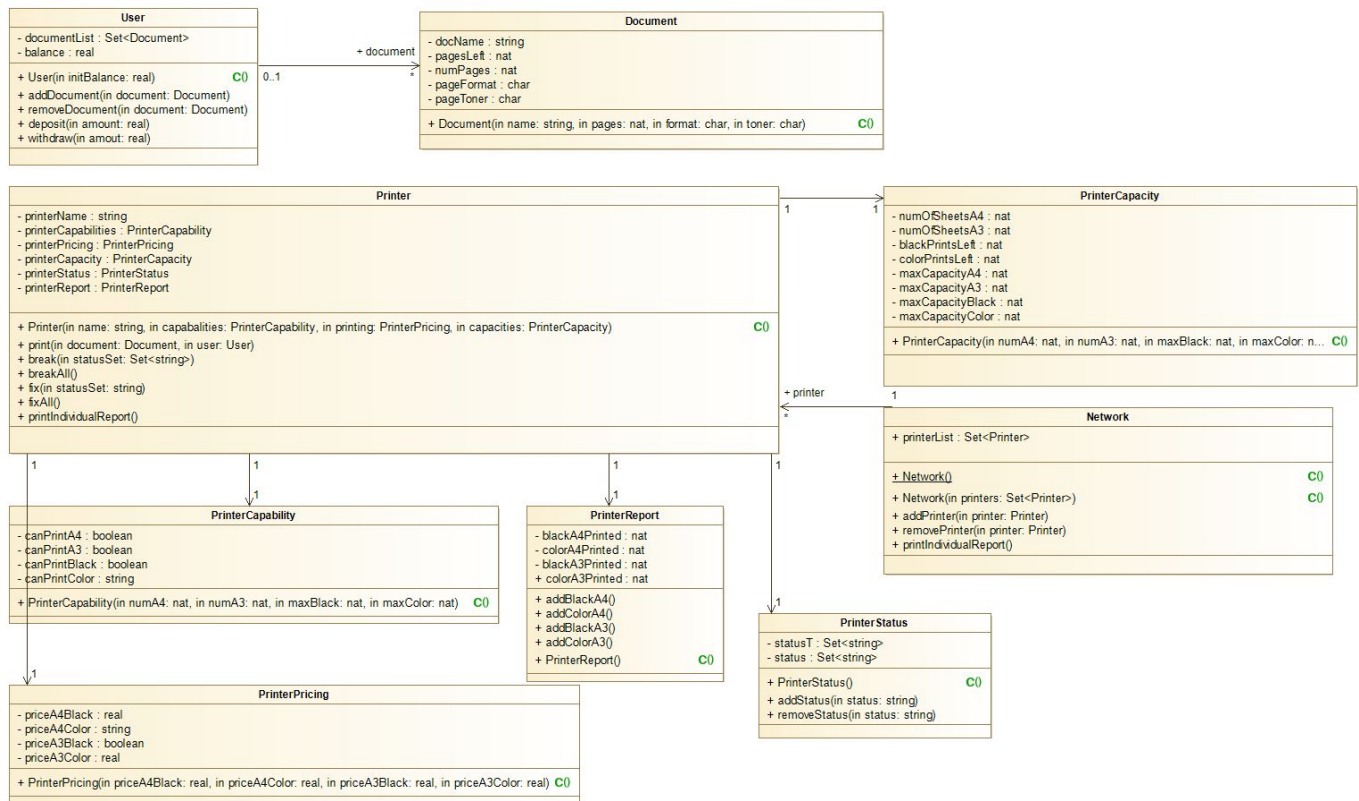 User
- documentList : Set<Document>
- balance : real
+ User(in initBalance: real) C()
+ addDocument(in document: Document)
+ removeDocument(in document: Document)
+ deposit(in amount: real)
+ withdraw(in amout: real)
0..1
+ document
*
Document
- docName : string
- pagesLeft : nat
- numPages : nat
- pageFormat : char
- pageToner : char
+ Document(in name: string, in pages: nat, in format: char, in toner: char) C()
Printer
- printerName : string
- printerCapabilities : PrinterCapability
- printerPricing : PrinterPricing
- printerCapacity : PrinterCapacity
- printerStatus : PrinterStatus
- printerReport : PrinterReport
+ Printer(in name: string, in capabalities: PrinterCapability, in printing: PrinterPricing, in capacities: PrinterCapacity) C()
+ print(in document: Document, in user: User)
+ break(in statusSet: Set<string>)
+ breakAll()
+ fix(in statusSet: string)
+ fixAll()
+ printIndividualReport()
1
1
PrinterCapacity
- numOfSheetsA4 : nat
- numOfSheetsA3 : nat
- blackPrintsLeft : nat
- colorPrintsLeft : nat
- maxCapacityA4 : nat
- maxCapacityA3 : nat
- maxCapacityBlack : nat
- maxCapacityColor : nat
+ PrinterCapacity(in numA4: nat, in numA3: nat, in maxBlack: nat, in maxColor: n... C()
+ printer
*
1
Network
+ printerList : Set<Printer>
+ Network() C()
+ Network(in printers: Set<Printer>) C()
+ addPrinter(in printer: Printer)
+ removePrinter(in printer: Printer)
+ printIndividualReport()
1
1
1
1
1
1
PrinterCapability
- canPrintA4 : boolean
- canPrintA3 : boolean
- canPrintBlack : boolean
- canPrintColor : string
+ PrinterCapability(in numA4: nat, in numA3: nat, in maxBlack: nat, in maxColor: nat) C()
PrinterReport
- blackA4Printed : nat
- colorA4Printed : nat
- blackA3Printed : nat
+ colorA3Printed : nat
+ addBlackA4()
+ addColorA4()
+ addBlackA3()
+ addColorA3()
+ PrinterReport() C()
1
PrinterStatus
- statusT : Set<string>
- status : Set<string>
+ PrinterStatus() C()
+ addStatus(in status: string)
+ removeStatus(in status: string)
1
PrinterPricing
- priceA4Black : real
- priceA4Color : string
- priceA3Black : boolean
- priceA3Color : real
+ PrinterPricing(in priceA4Black: real, in priceA4Color: real, in priceA3Black: real, in priceA3Color: real) C()